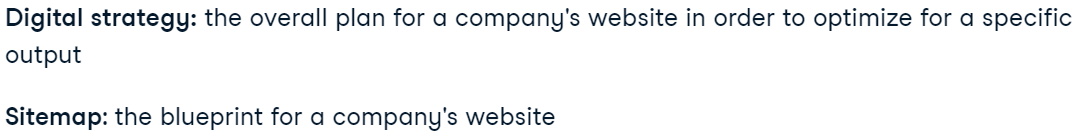 Digital strategy: the overall plan for a company's website in order to optimize for a specific
output
Sitemap: the blueprint for a company's website